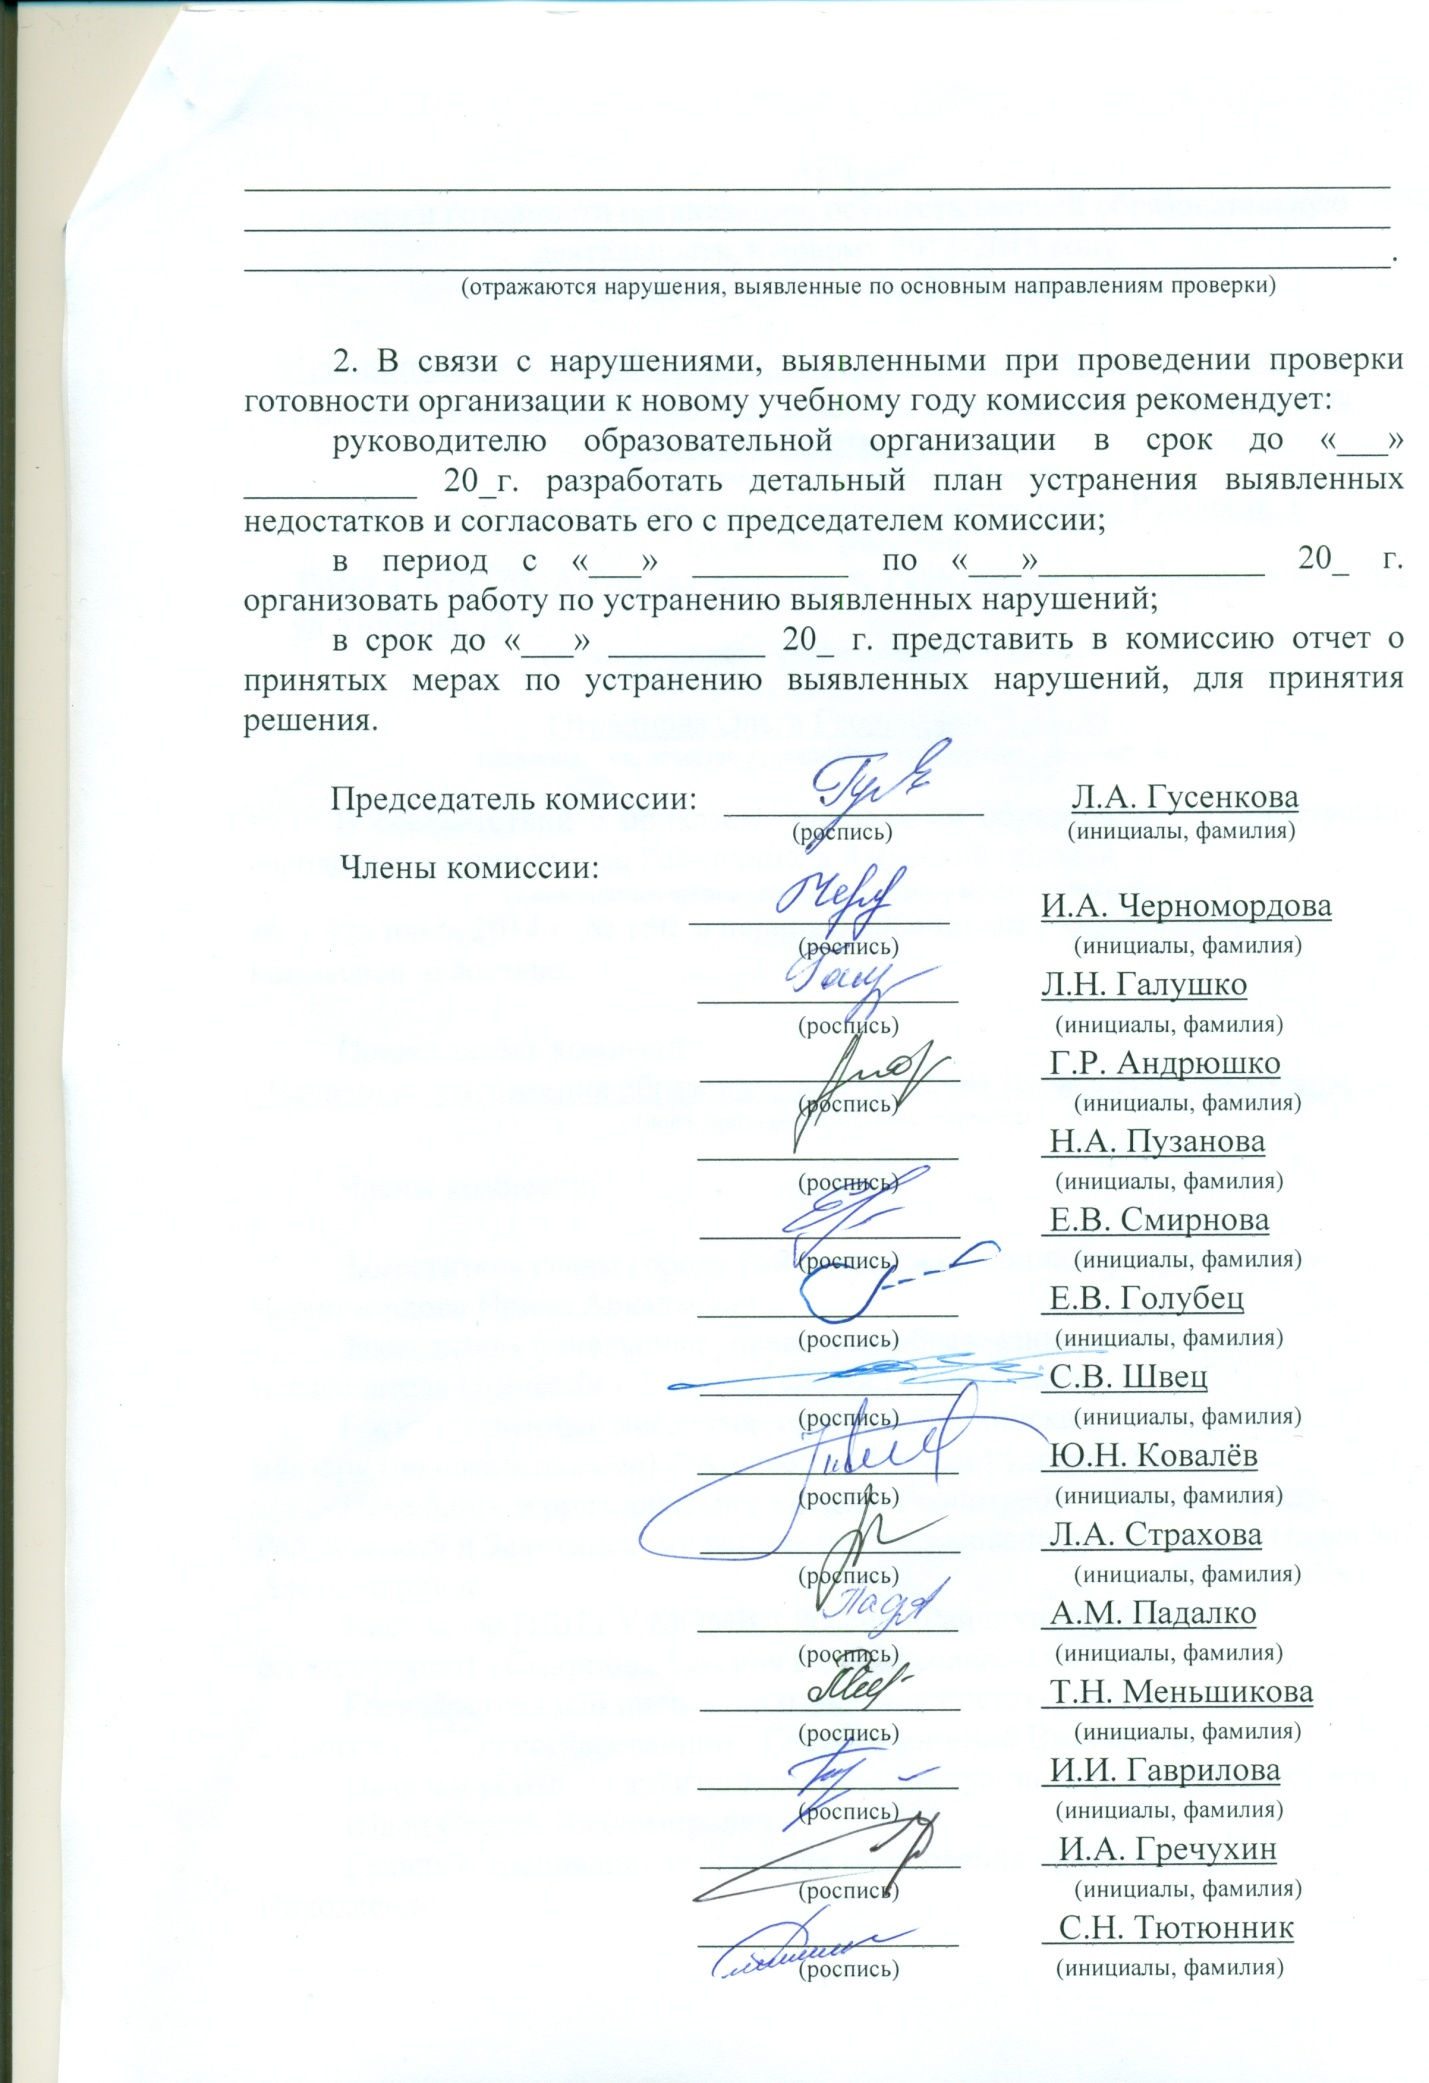 (отражаются нарушения, выявленные по основным направлениям проверки)
2. В связи с нарушениями, выявленными при проведении проверки
готовности организации к новому учебному году комиссия рекомендует:
руководителю образовательной организации в срок до «___»
__________ 20_г. разработать детальный план устранения выявленных
недостатков и согласовать его с председателем комиссии;
в период с «___» _________ по «___»_____________ 20_ г.
организовать работу по устранению выявленных нарушений;
в срок до «___» _________ 20_ г. представить в комиссию отчет о
принятых мерах по устранению выявленных нарушений, для принятия
решения.
Председатель комиссии: Л.А. Гусенкова
(роспись) (инициалы, фамилия)
Члены комиссии:
И.А. Черномордова
(роспись) (инициалы, фамилия)
Л.Н. Галушко
(роспись) (инициалы, фамилия)
Г.Р. Андрюшко
(роспись) (инициалы, фамилия)
Н.А. Пузанова
(роспись) (инициалы, фамилия)
Е.В. Смирнова
(роспись) (инициалы, фамилия)
Е.В. Голубец
(роспись) (инициалы, фамилия)
С.В. Швец
(роспись) (инициалы, фамилия)
Ю.Н. Ковалёв
(роспись) (инициалы, фамилия)
Л.А. Страхова
(роспись) (инициалы, фамилия)
А.М. Падалко
(роспись) (инициалы, фамилия)
Т.Н. Меньшикова
(роспись) (инициалы, фамилия)
И.И. Гаврилова
(роспись) (инициалы, фамилия)
И.А. Гречухин
(роспись) (инициалы, фамилия)
С.Н. Тютюнник
(роспись) (инициалы, фамилия)